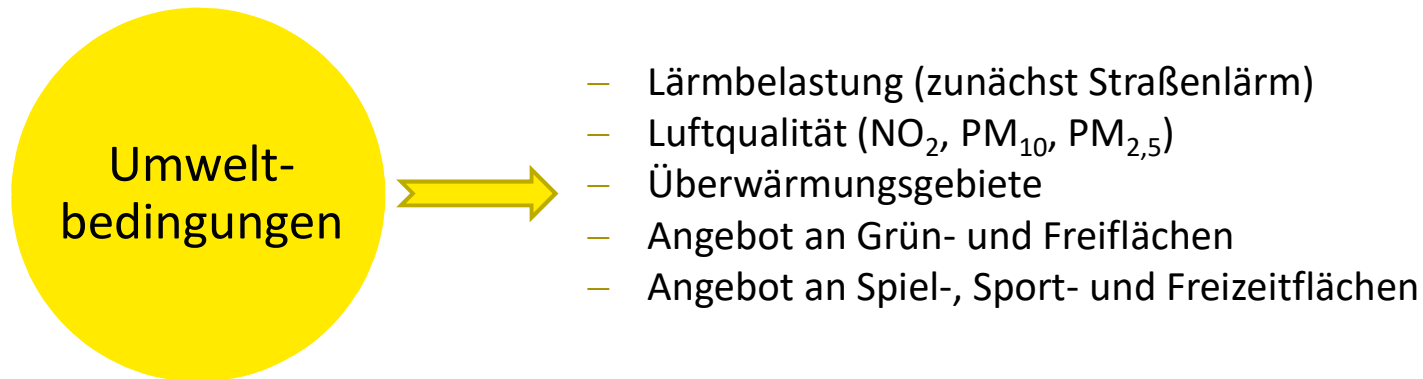 Umwelt-
bedingungen
– Lärmbelastung (zunächst Straßenlärm)
– Luftqualität (NO₂, PM₁₀, PM₂,₅)
– Überwärmungsgebiete
– Angebot an Grün- und Freiflächen
– Angebot an Spiel-, Sport- und Freizeitflächen